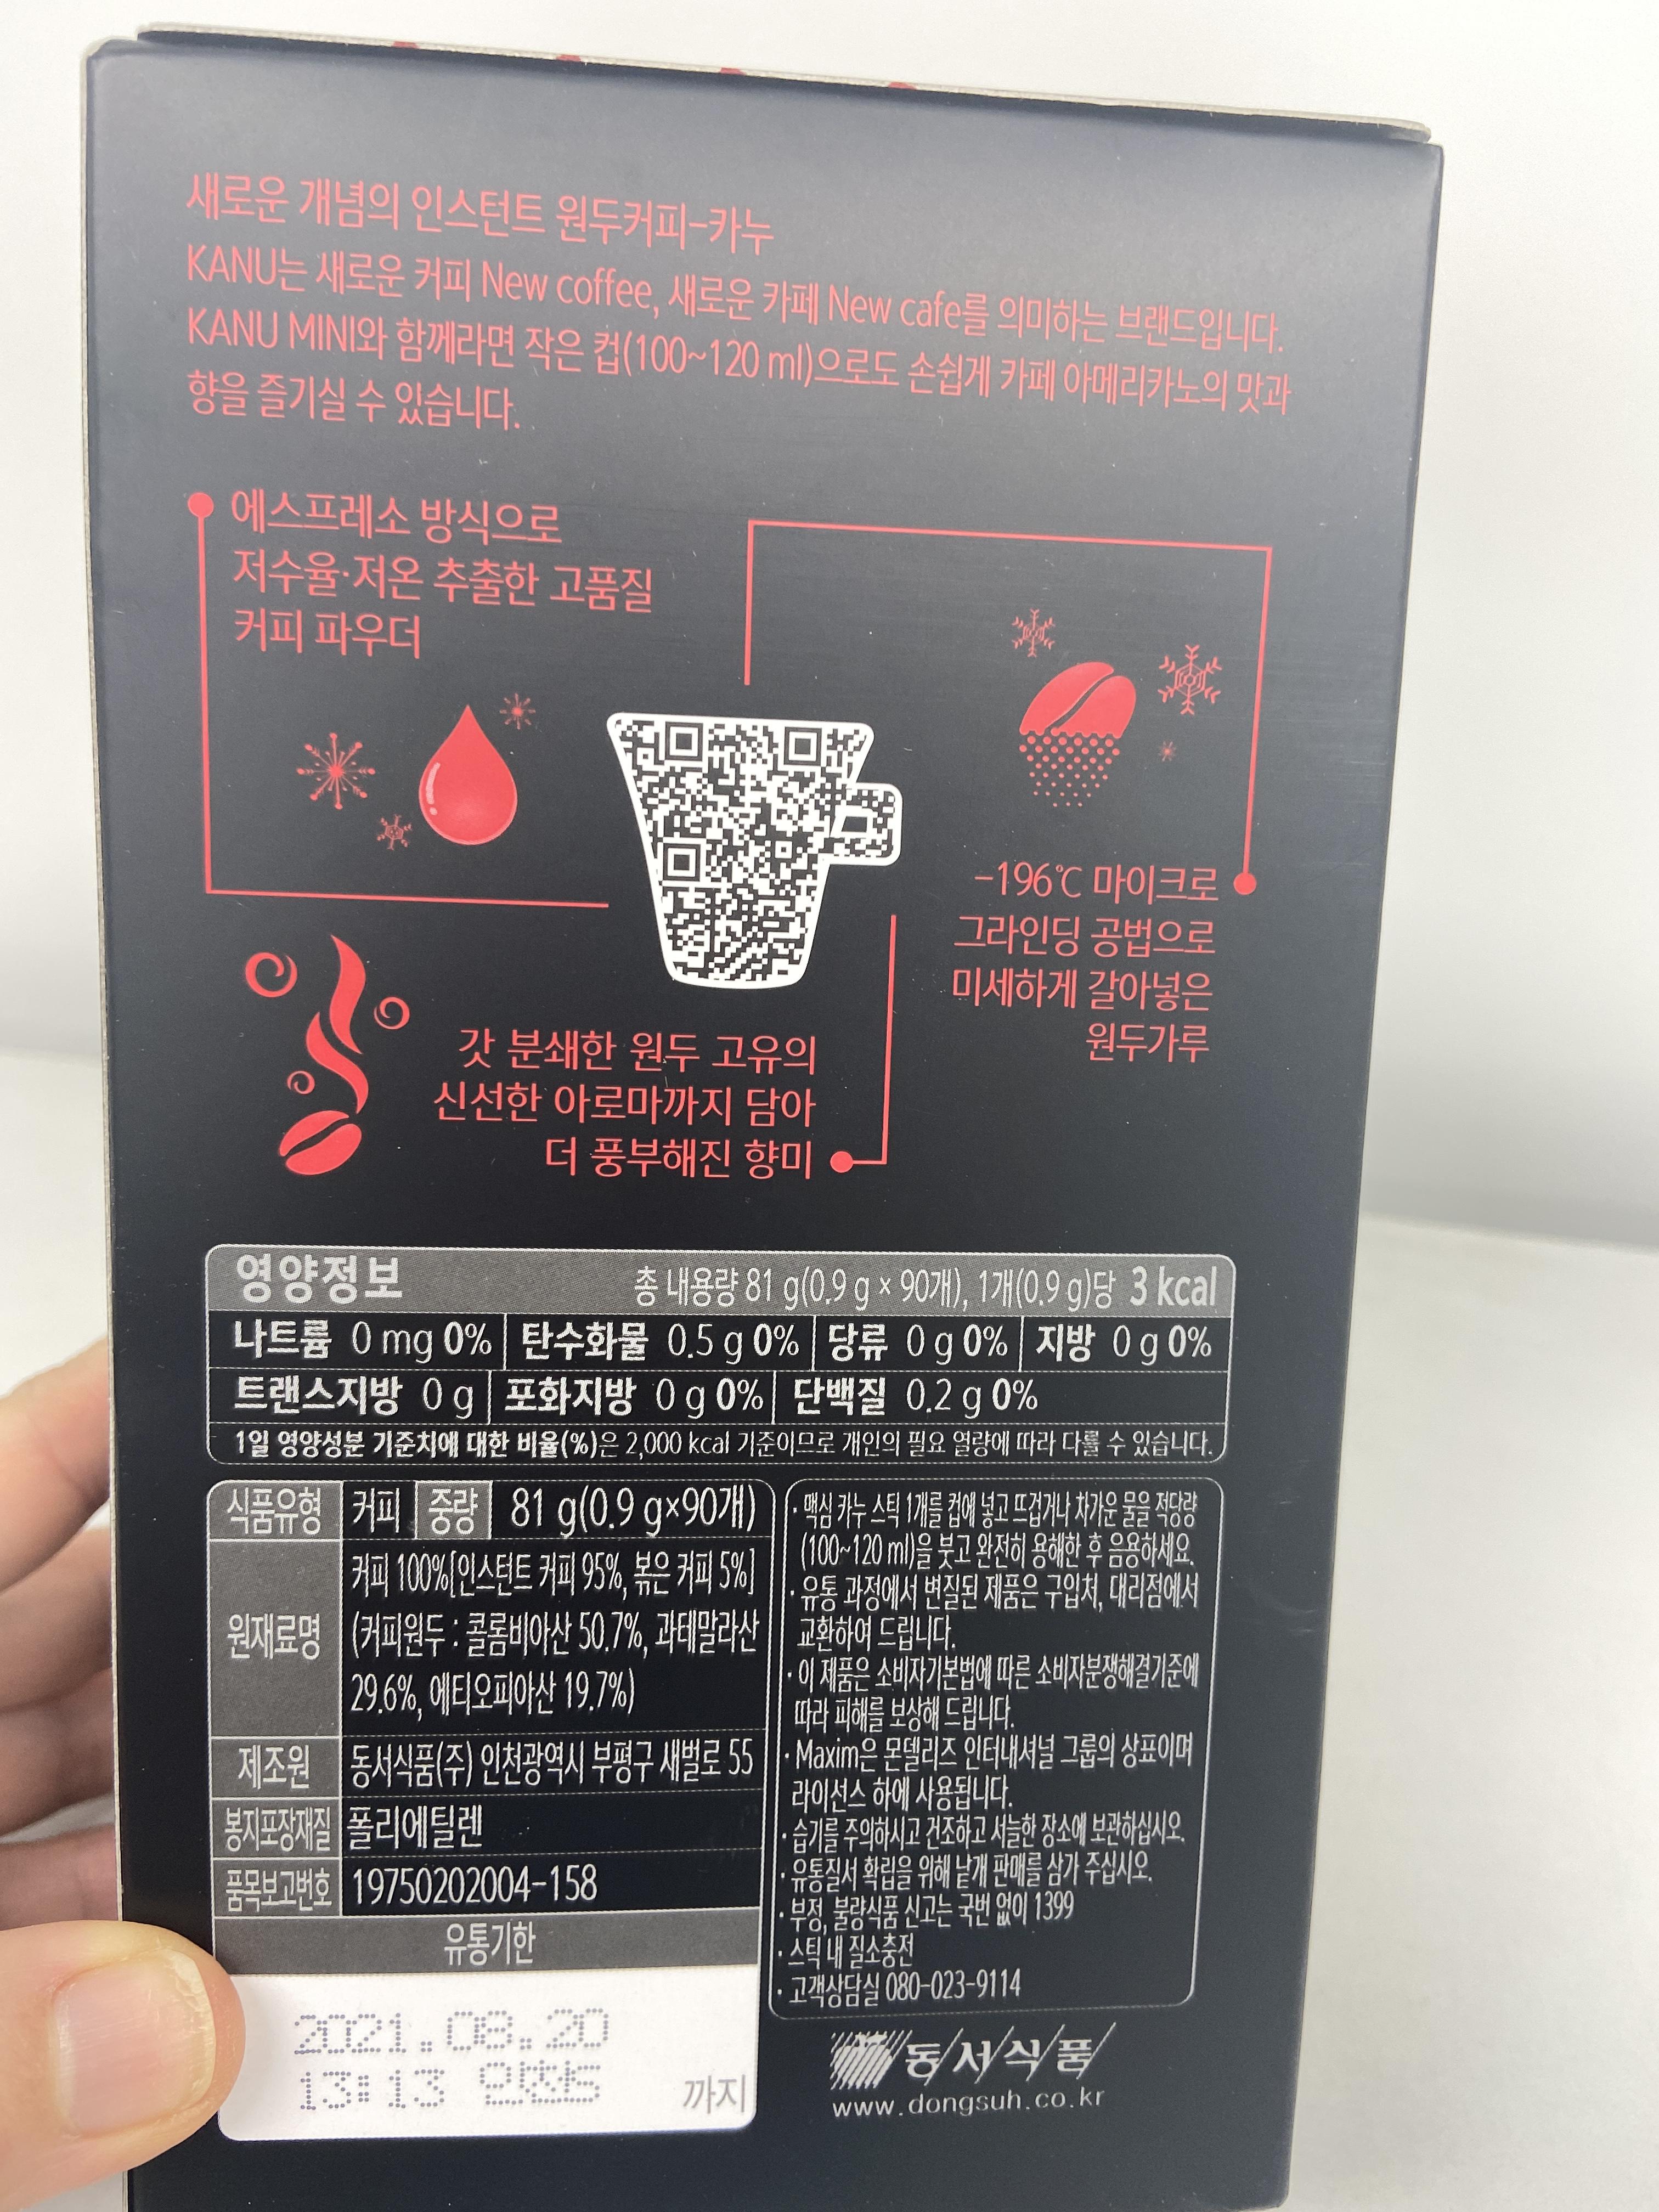 새로운 개념의 인스턴트 원두커피-카누
KANU는 새로운 커피 New coffee, 새로운 카페 New cafe를 의미하는 브랜드입니다.
KANU MINI와 함께라면 작은 컵(100~120 ml)으로도 손쉽게 카페 아메리카노의 맛과
향을 즐기실 수 있습니다.
에스프레소 방식으로
저수율·저온 추출한 고품질
커피 파우더
-196℃ 마이크로
그라인딩 공법으로
미세하게 갈아넣은
원두가루
갓 분쇄한 원두 고유의
신선한 아로마까지 담아
더 풍부해진 향미
영양정보 총 내용량 81 g(0.9 g × 90개), 1개(0.9 g)당 3 kcal
나트륨 0 mg 0% 탄수화물 0.5 g 0% 당류 0 g 0% 지방 0 g 0%
트랜스지방 0 g 포화지방 0 g 0% 단백질 0.2 g 0%
1일 영양성분 기준치에 대한 비율(%)은 2,000 kcal 기준이므로 개인의 필요 열량에 따라 다를 수 있습니다.
식품유형 커피 중량 81 g(0.9 g×90개)
원재료명 커피 100%[인스턴트 커피 95%, 볶은 커피 5%]
(커피원두 : 콜롬비아산 50.7%, 과테말라산
29.6%, 에티오피아산 19.7%)
제조원 동서식품(주) 인천광역시 부평구 새벌로 55
봉지포장재질 폴리에틸렌
품목보고번호 19750202004-158
유통기한
2021.08.20
13:13 까지
· 맥심 카누 스틱 1개를 컵에 넣고 뜨겁거나 차가운 물을 적당량
(100~120 ml)을 붓고 완전히 용해한 후 음용하세요.
· 유통 과정에서 변질된 제품은 구입처, 대리점에서
교환하여 드립니다.
· 이 제품은 소비자기본법에 따른 소비자분쟁해결기준에
따라 피해를 보상해 드립니다.
· Maxim은 몬델리즈 인터내셔널 그룹의 상표이며
라이선스 하에 사용됩니다.
· 습기를 주의하시고 건조하고 서늘한 장소에 보관하십시오.
· 유통질서 확립을 위해 낱개 판매를 삼가 주십시오.
· 부정, 불량식품 신고는 국번 없이 1399
· 스틱 내 질소충전
· 고객상담실 080-023-9114
동서식품
www.dongsuh.co.kr